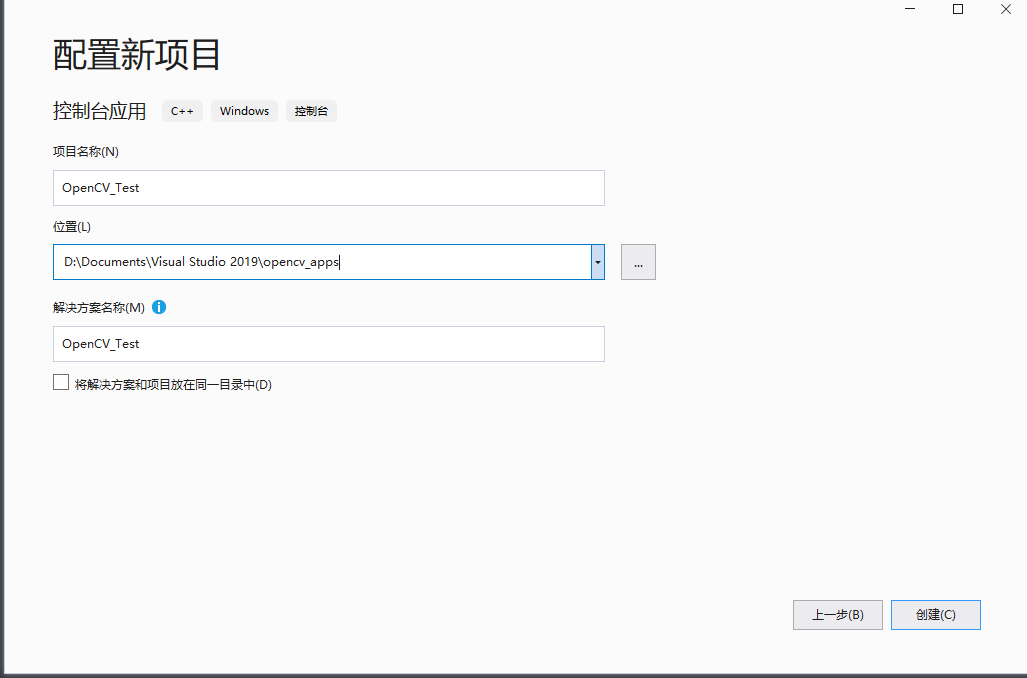 配置新项目
控制台应用 C++ Windows 控制台
项目名称(N)
OpenCV_Test
位置(L)
D:\Documents\Visual Studio 2019\opencv_apps
...
解决方案名称(M)
OpenCV_Test
将解决方案和项目放在同一目录中(D)
上一步(B) 创建(C)